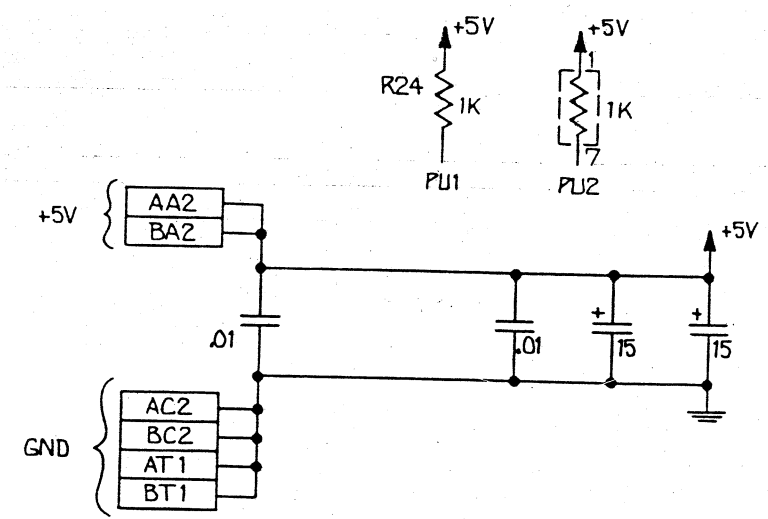 +5V
+5V
1
R24
1K
1K
7
PU1
PU2
+5V
AA2
BA2
+5V
+
+
.01
.01
15
15
GND
AC2
BC2
AT1
BT1